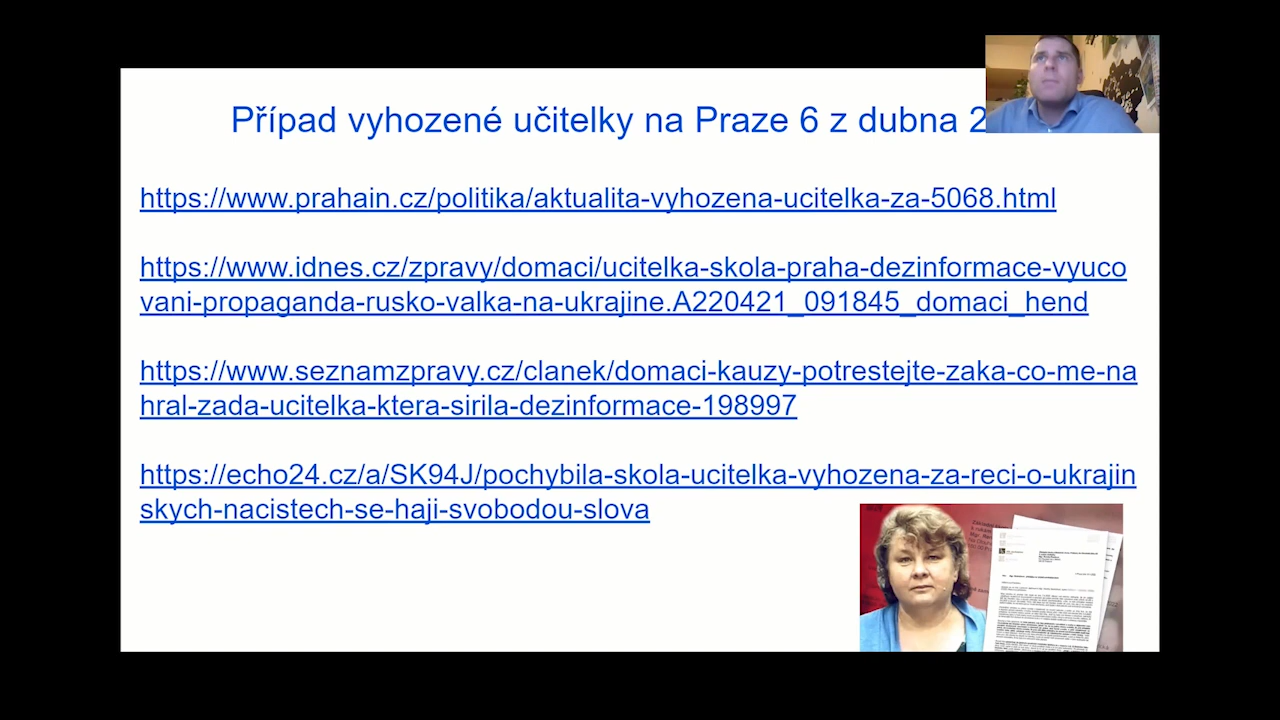 Případ vyhozené učitelky na Praze 6 z dubna 2
https://www.prahain.cz/politika/aktualita-vyhozena-ucitelka-za-5068.html
https://www.idnes.cz/zpravy/domaci/ucitelka-skola-praha-dezinformace-vyuco
vani-propaganda-rusko-valka-na-ukrajine.A220421_091845_domaci_hend
https://www.seznamzpravy.cz/clanek/domaci-kauzy-potrestejte-zaka-co-me-na
hral-zada-ucitelka-ktera-sirila-dezinformace-198997
https://echo24.cz/a/SK94J/pochybila-skola-ucitelka-vyhozena-za-reci-o-ukrajin
skych-nacistech-se-haji-svobodou-slova